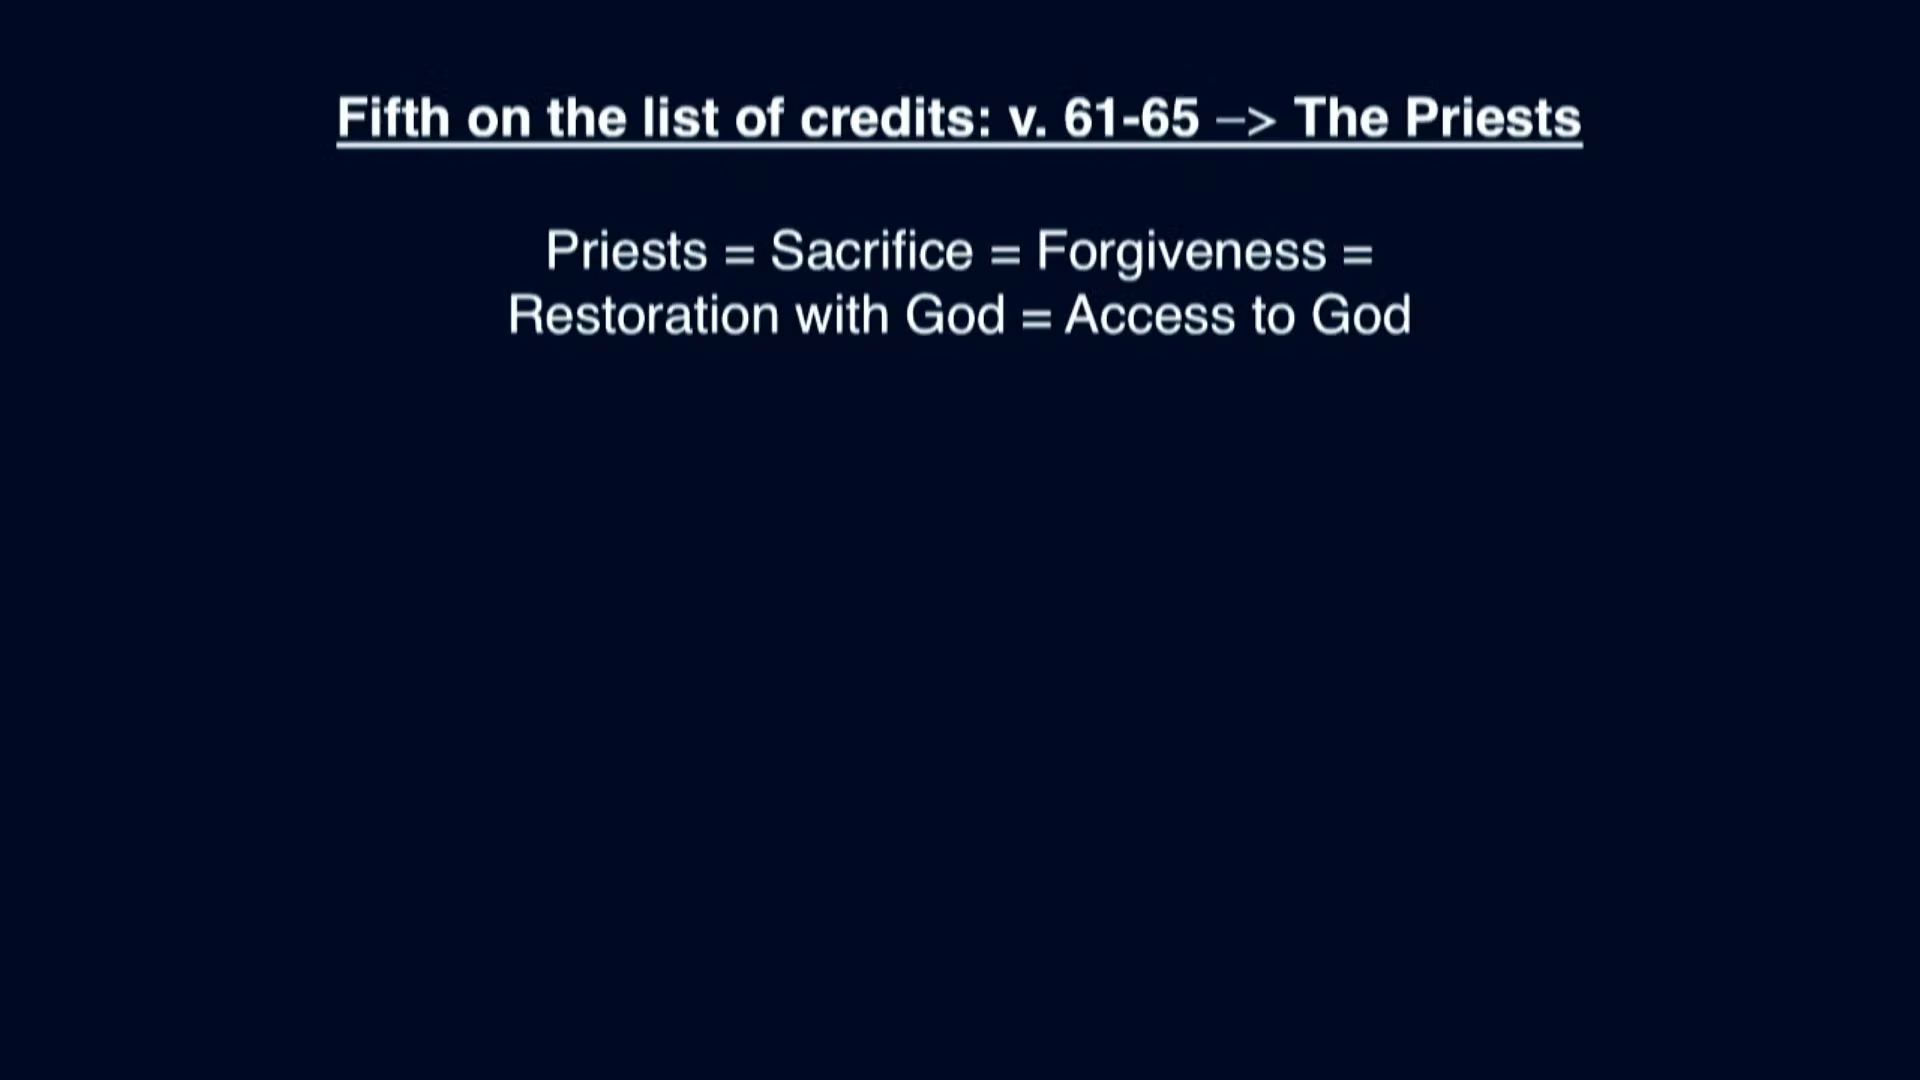 Fifth on the list of credits: v. 61-65 –> The Priests
Priests = Sacrifice = Forgiveness =
Restoration with God = Access to God